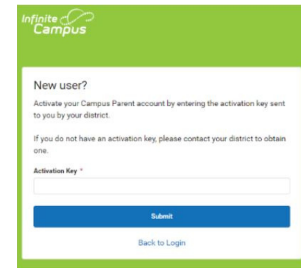 Infinite
Campus
New user?
Activate your Campus Parent account by entering the activation key sent
to you by your district.
If you do not have an activation key, please contact your district to obtain
one.
Activation Key *
Submit
Back to Login